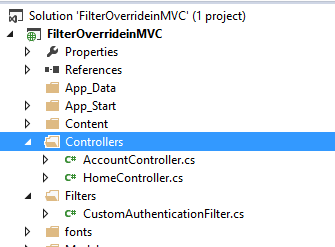 Solution 'FilterOverrideinMVC' (1 project)
FilterOverrideinMVC
Properties
References
App_Data
App_Start
Content
Controllers
C# AccountController.cs
C# HomeController.cs
Filters
C# CustomAuthenticationFilter.cs
fonts